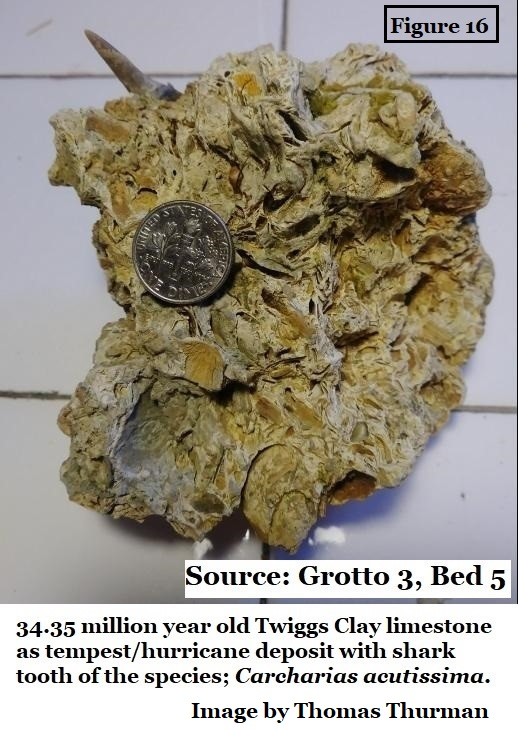 Figure 16
UNITED STATES OF AMERICA
ONE DIME
Source: Grotto 3, Bed 5
34.35 million year old Twiggs Clay limestone
as tempest/hurricane deposit with shark
tooth of the species; Carcharias acutissima.
Image by Thomas Thurman